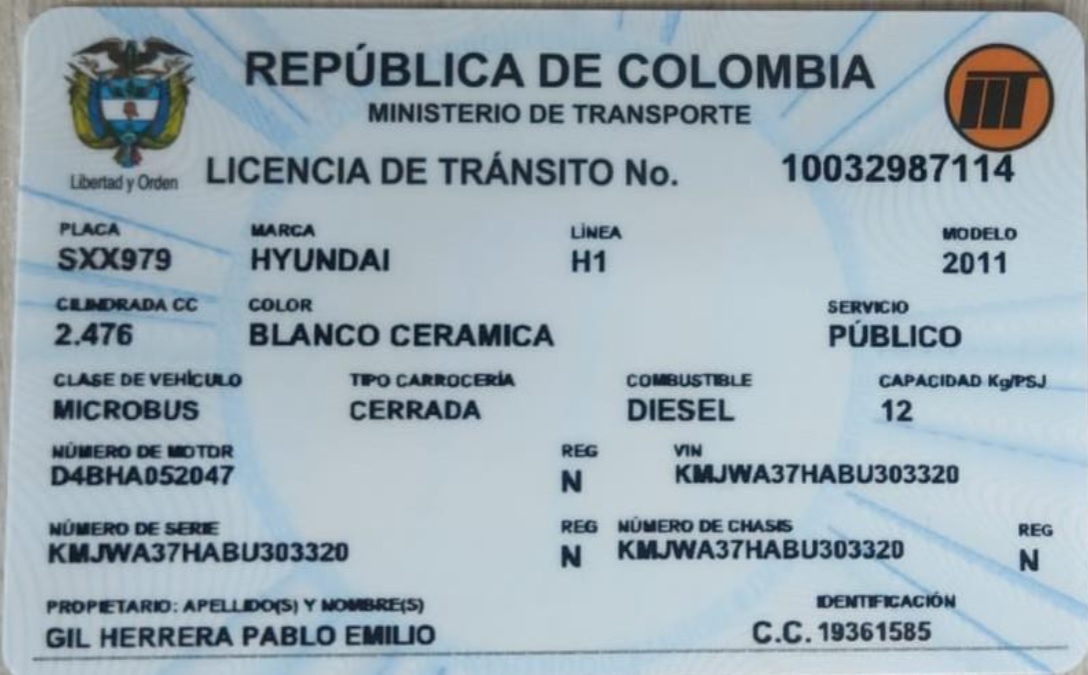 REPÚBLICA DE COLOMBIA
MINISTERIO DE TRANSPORTE
Libertad y Orden
LICENCIA DE TRÁNSITO No. 10032987114
PLACA MARCA LÍNEA MODELO
SXX979 HYUNDAI H1 2011
CILINDRADA CC COLOR SERVICIO
2.476 BLANCO CERAMICA PÚBLICO
CLASE DE VEHÍCULO TIPO CARROCERÍA COMBUSTIBLE CAPACIDAD Kg/PSJ
MICROBUS CERRADA DIESEL 12
NÚMERO DE MOTOR REG VIN
D4BHA052047 N KMJWA37HABU303320
NÚMERO DE SERIE REG NÚMERO DE CHASIS REG
KMJWA37HABU303320 N KMJWA37HABU303320 N
PROPIETARIO: APELLIDO(S) Y NOMBRE(S) IDENTIFICACIÓN
GIL HERRERA PABLO EMILIO C.C. 19361585